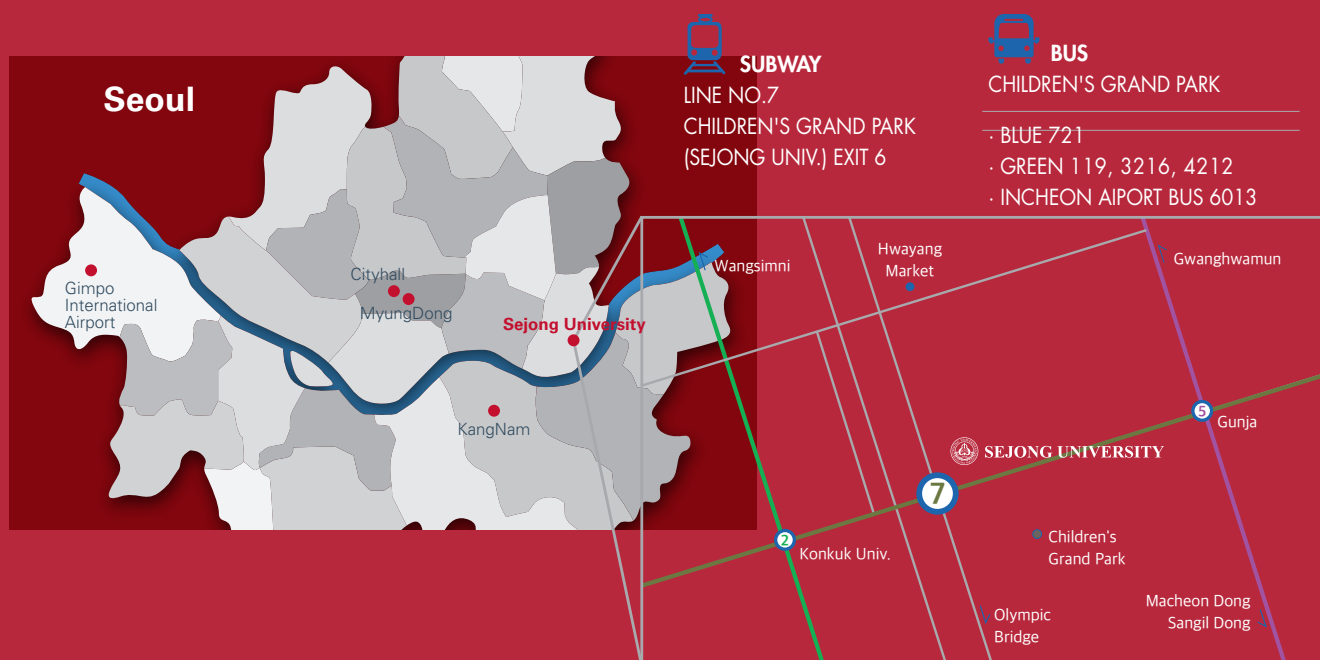 Seoul
Gimpo
International
Airport
Cityhall
MyungDong
Sejong University
KangNam
SUBWAY
LINE NO.7
CHILDREN'S GRAND PARK
(SEJONG UNIV.) EXIT 6
BUS
CHILDREN'S GRAND PARK
· BLUE 721
· GREEN 119, 3216, 4212
· INCHEON AIPORT BUS 6013
Wangsimni
Hwayang
Market
Gwanghwamun
5
Gunja
SEJONG UNIVERSITY
7
2
Konkuk Univ.
Children's
Grand Park
Olympic
Bridge
Macheon Dong
Sangil Dong